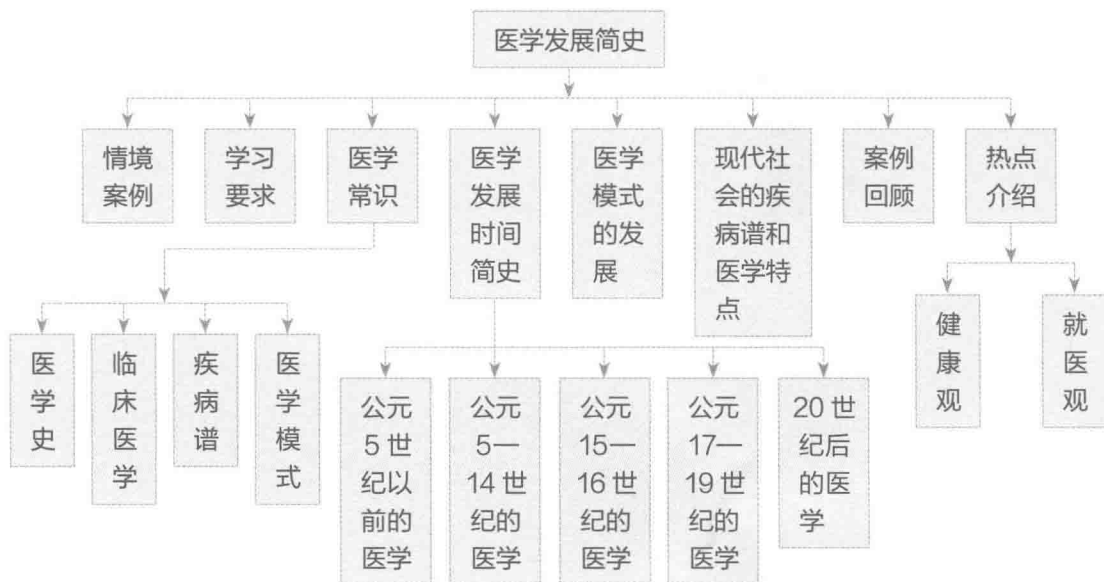 医学发展简史
情境
案例
学习
要求
医学
常识
医学
发展
时间
简史
医学
模式
的发
展
现代社
会的疾
病谱和
医学特
点
案例
回顾
热点
介绍
医
学
史
临
床
医
学
疾
病
谱
医
学
模
式
公元
5世
纪以
前的
医学
公元
5—
14世
纪的
医学
公元
15—
16世
纪的
医学
公元
17—
19世
纪的
医学
20世
纪后
的医
学
健
康
观
就
医
观